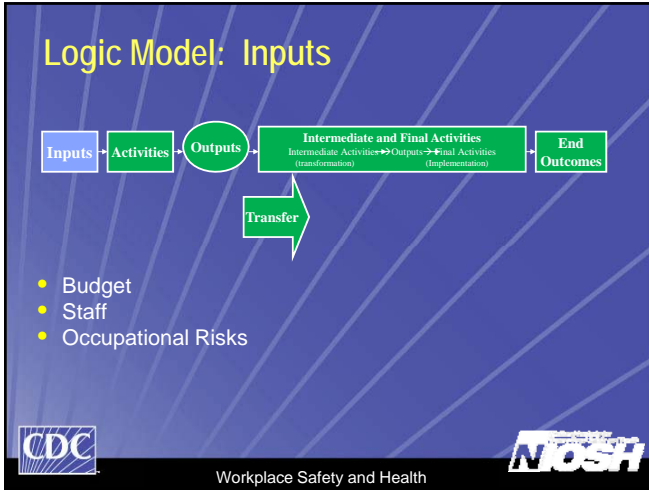 Logic Model: Inputs
Inputs
Activities
Outputs
Intermediate and Final Activities
Intermediate Activities→→Outputs→→Final Activities
(transformation) (Implementation)
End
Outcomes
Transfer
• Budget
• Staff
• Occupational Risks
CDC
Workplace Safety and Health
NIOSH